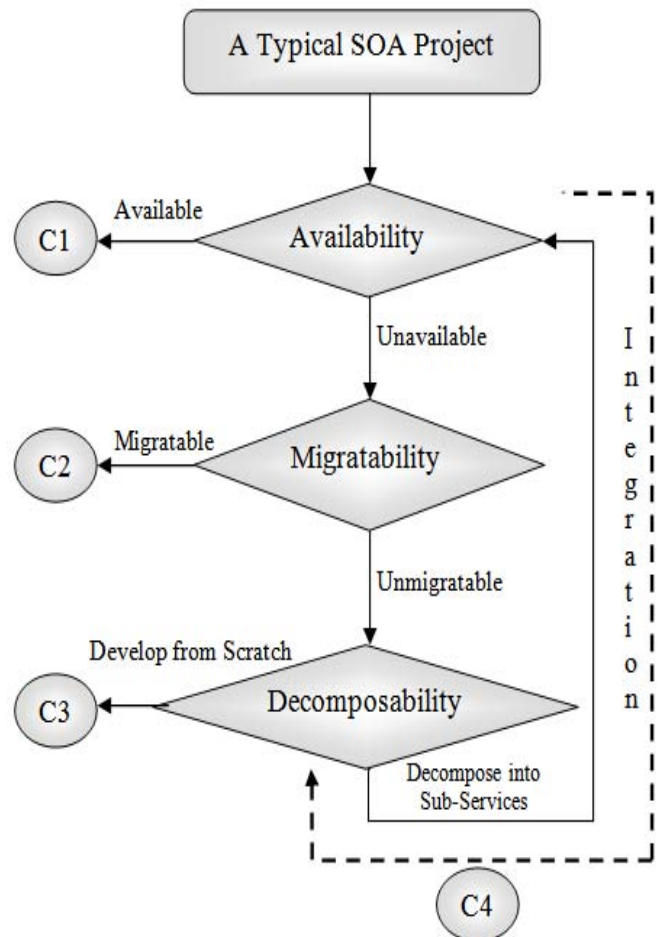 A Typical SOA Project
Available
C1
Availability
Unavailable
Integration
Migratable
C2
Migratability
Unmigratable
Develop from Scratch
C3
Decomposability
Decompose into
Sub-Services
C4